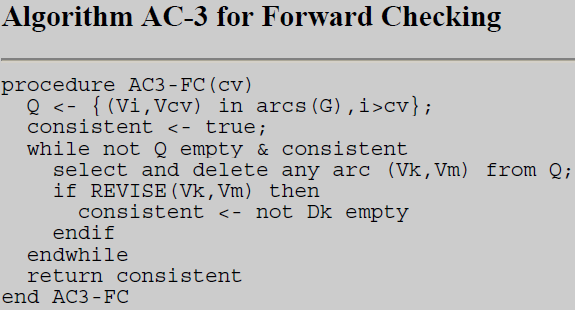 Algorithm AC-3 for Forward Checking
procedure AC3-FC(cv)
  Q <- {(Vi,Vcv) in arcs(G),i>cv};
  consistent <- true;
  while not Q empty & consistent
    select and delete any arc (Vk,Vm) from Q;
    if REVISE(Vk,Vm) then
      consistent <- not Dk empty
    endif
  endwhile
  return consistent
end AC3-FC